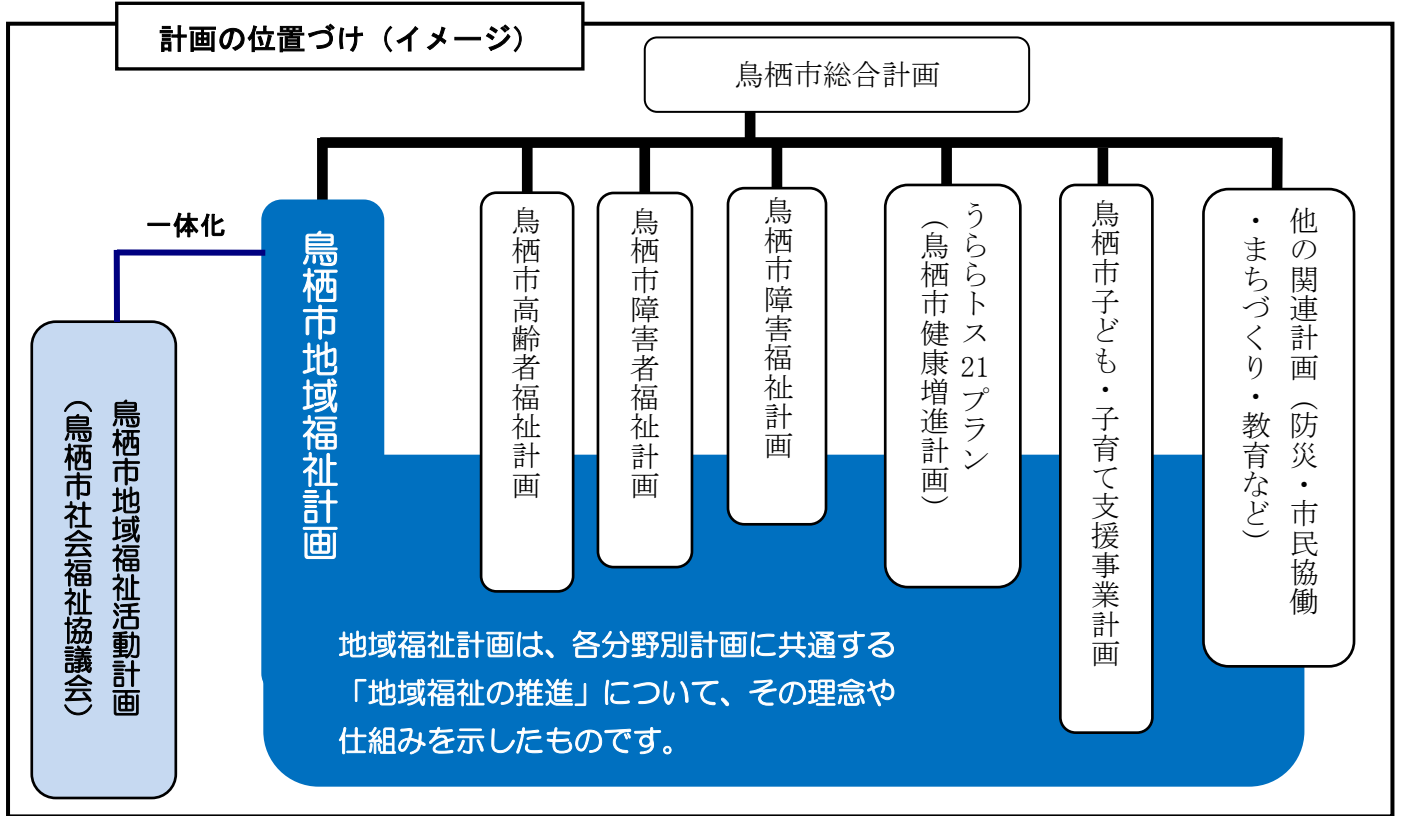 計画の位置づけ（イメージ）
鳥栖市総合計画
一体化
鳥栖市地域福祉計画
鳥栖市高齢者福祉計画
鳥栖市障害者福祉計画
鳥栖市障害福祉計画
うららトス21プラン
（鳥栖市健康増進計画）
鳥栖市子ども・子育て支援事業計画
他の関連計画（防災・市民協働
・まちづくり・教育など）
鳥栖市地域福祉活動計画
（鳥栖市社会福祉協議会）
地域福祉計画は、各分野別計画に共通する
「地域福祉の推進」について、その理念や
仕組みを示したものです。